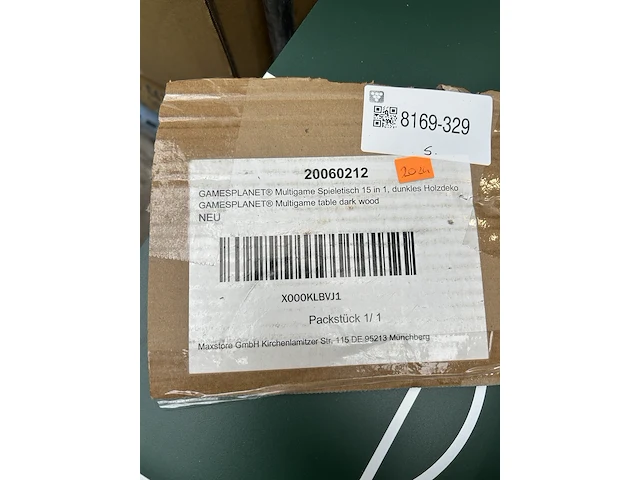 8169-329
S.
20060212
2024
GAMESPLANET® Multigame Spieletisch 15 in 1, dunkles Holzdeko
GAMESPLANET® Multigame table dark wood
NEU
X000KLBVJ1
Packstück 1/ 1
Maxstore GmbH Kirchenlamitzer Str. 115 DE 95213 Münchberg